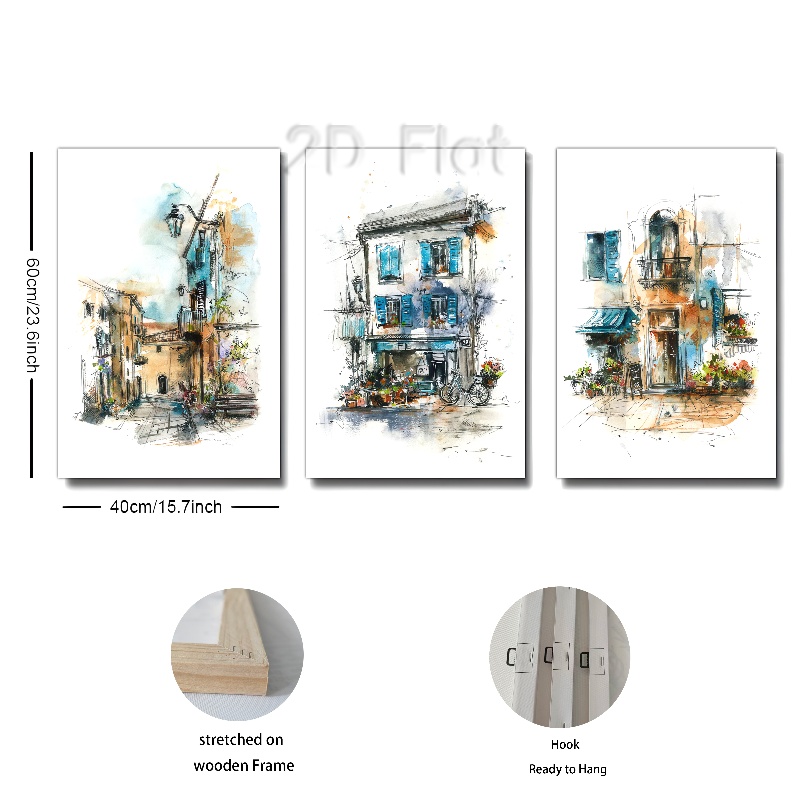 2D Flat
60cm/23.6inch
40cm/15.7inch
stretched on
wooden Frame
Hook
Ready to Hang